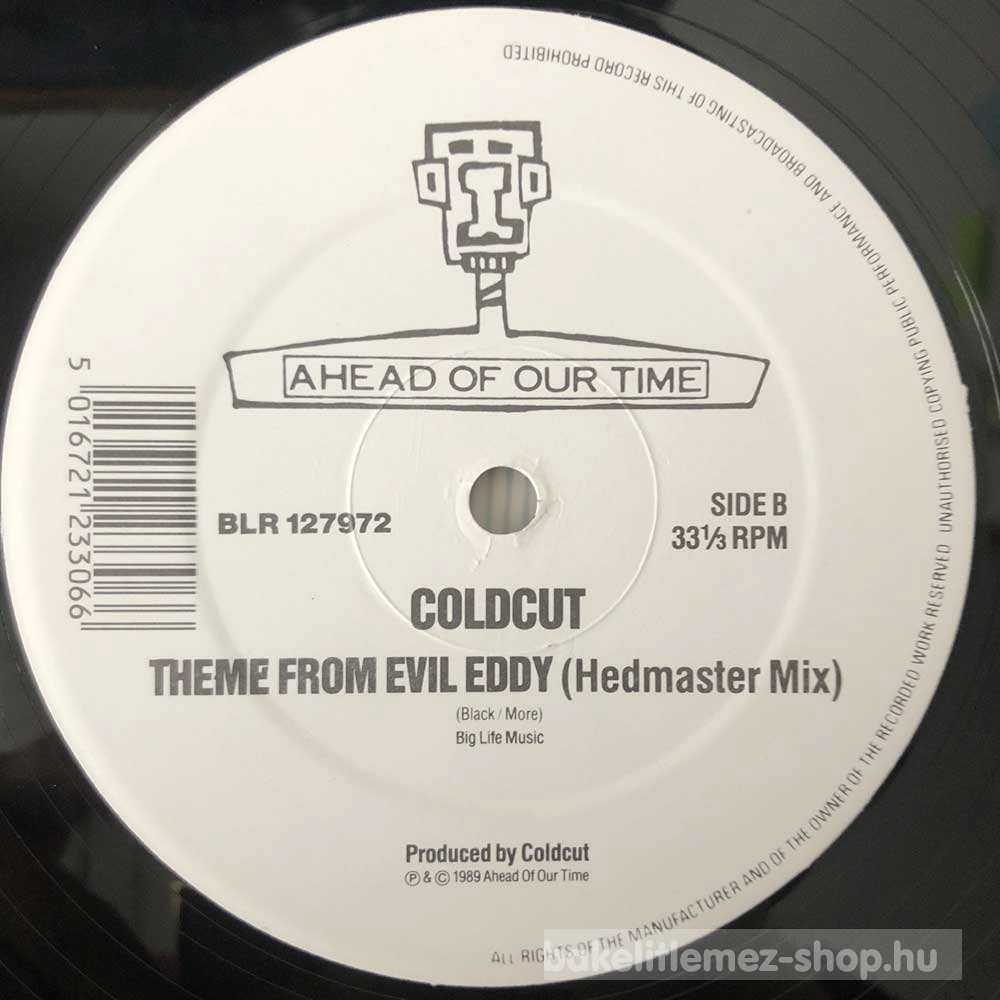 AHEAD OF OUR TIME
5 016721 233066
BLR 127972
SIDE B
33⅓ RPM
COLDCUT
THEME FROM EVIL EDDY (Hedmaster Mix)
(Black / More)
Big Life Music
Produced by Coldcut
Ⓟ & © 1989 Ahead Of Our Time
ALL RIGHTS OF THE MANUFACTURER AND OF THE OWNER OF THE RECORDED WORK RESERVED UNAUTHORISED COPYING PUBLIC PERFORMANCE AND BROADCASTING OF THIS RECORD PROHIBITED
bakelitlemez-shop.hu